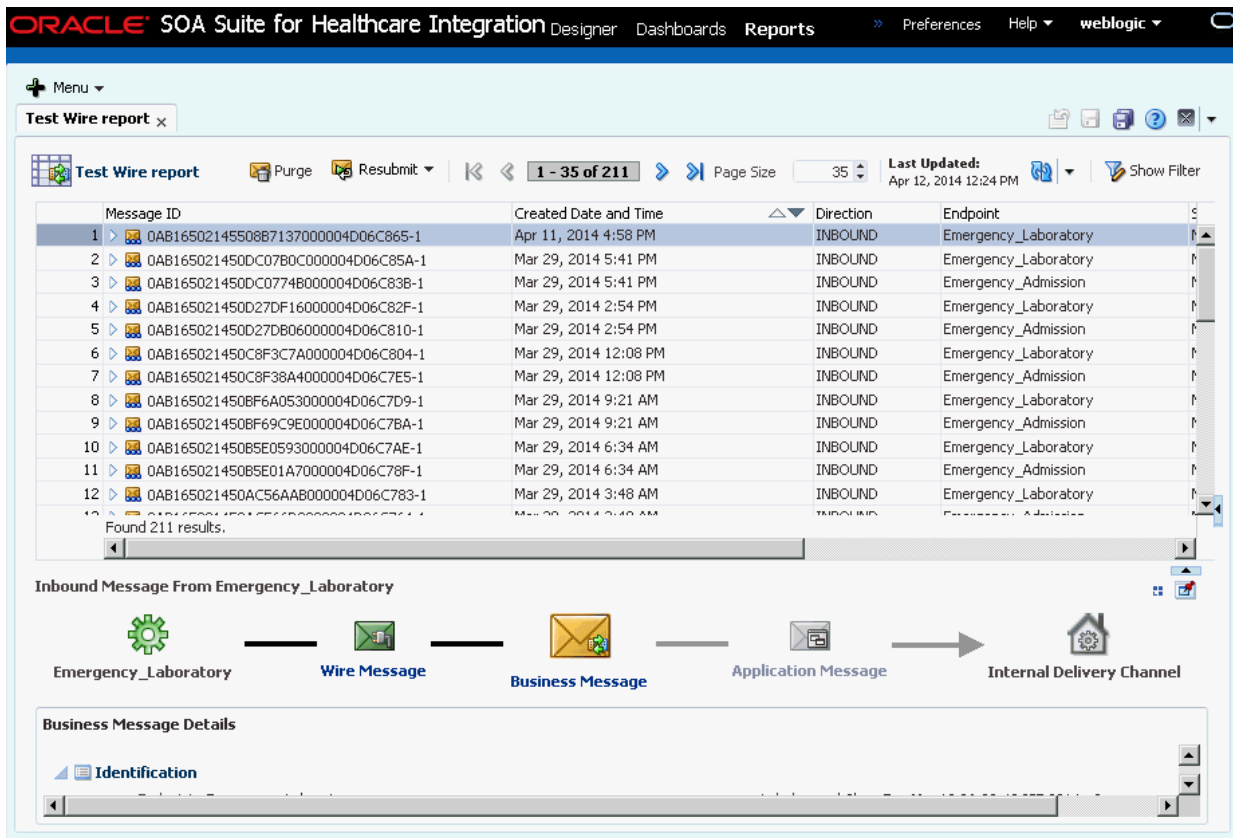 ORACLE SOA Suite for Healthcare Integration Designer Dashboards Reports » Preferences Help weblogic
Menu
Test Wire report x
Test Wire report Purge Resubmit 1 - 35 of 211 Page Size 35 Last Updated: Apr 12, 2014 12:24 PM Show Filter
Message ID Created Date and Time Direction Endpoint
1 0AB16502145508B7137000004D06C865-1 Apr 11, 2014 4:58 PM INBOUND Emergency_Laboratory
2 0AB165021450DC07B0C000004D06C85A-1 Mar 29, 2014 5:41 PM INBOUND Emergency_Laboratory
3 0AB165021450DC0774B000004D06C83B-1 Mar 29, 2014 5:41 PM INBOUND Emergency_Admission
4 0AB165021450D27DF16000004D06C82F-1 Mar 29, 2014 2:54 PM INBOUND Emergency_Laboratory
5 0AB165021450D27DB06000004D06C810-1 Mar 29, 2014 2:54 PM INBOUND Emergency_Admission
6 0AB165021450C8F3C7A000004D06C804-1 Mar 29, 2014 12:08 PM INBOUND Emergency_Laboratory
7 0AB165021450C8F38A4000004D06C7E5-1 Mar 29, 2014 12:08 PM INBOUND Emergency_Admission
8 0AB165021450BF6A053000004D06C7D9-1 Mar 29, 2014 9:21 AM INBOUND Emergency_Laboratory
9 0AB165021450BF69C9E000004D06C7BA-1 Mar 29, 2014 9:21 AM INBOUND Emergency_Admission
10 0AB165021450B5E0593000004D06C7AE-1 Mar 29, 2014 6:34 AM INBOUND Emergency_Laboratory
11 0AB165021450B5E01A7000004D06C78F-1 Mar 29, 2014 6:34 AM INBOUND Emergency_Admission
12 0AB165021450AC56AAB000004D06C783-1 Mar 29, 2014 3:48 AM INBOUND Emergency_Laboratory
Found 211 results.
Inbound Message From Emergency_Laboratory
Emergency_Laboratory Wire Message Business Message Application Message Internal Delivery Channel
Business Message Details
Identification